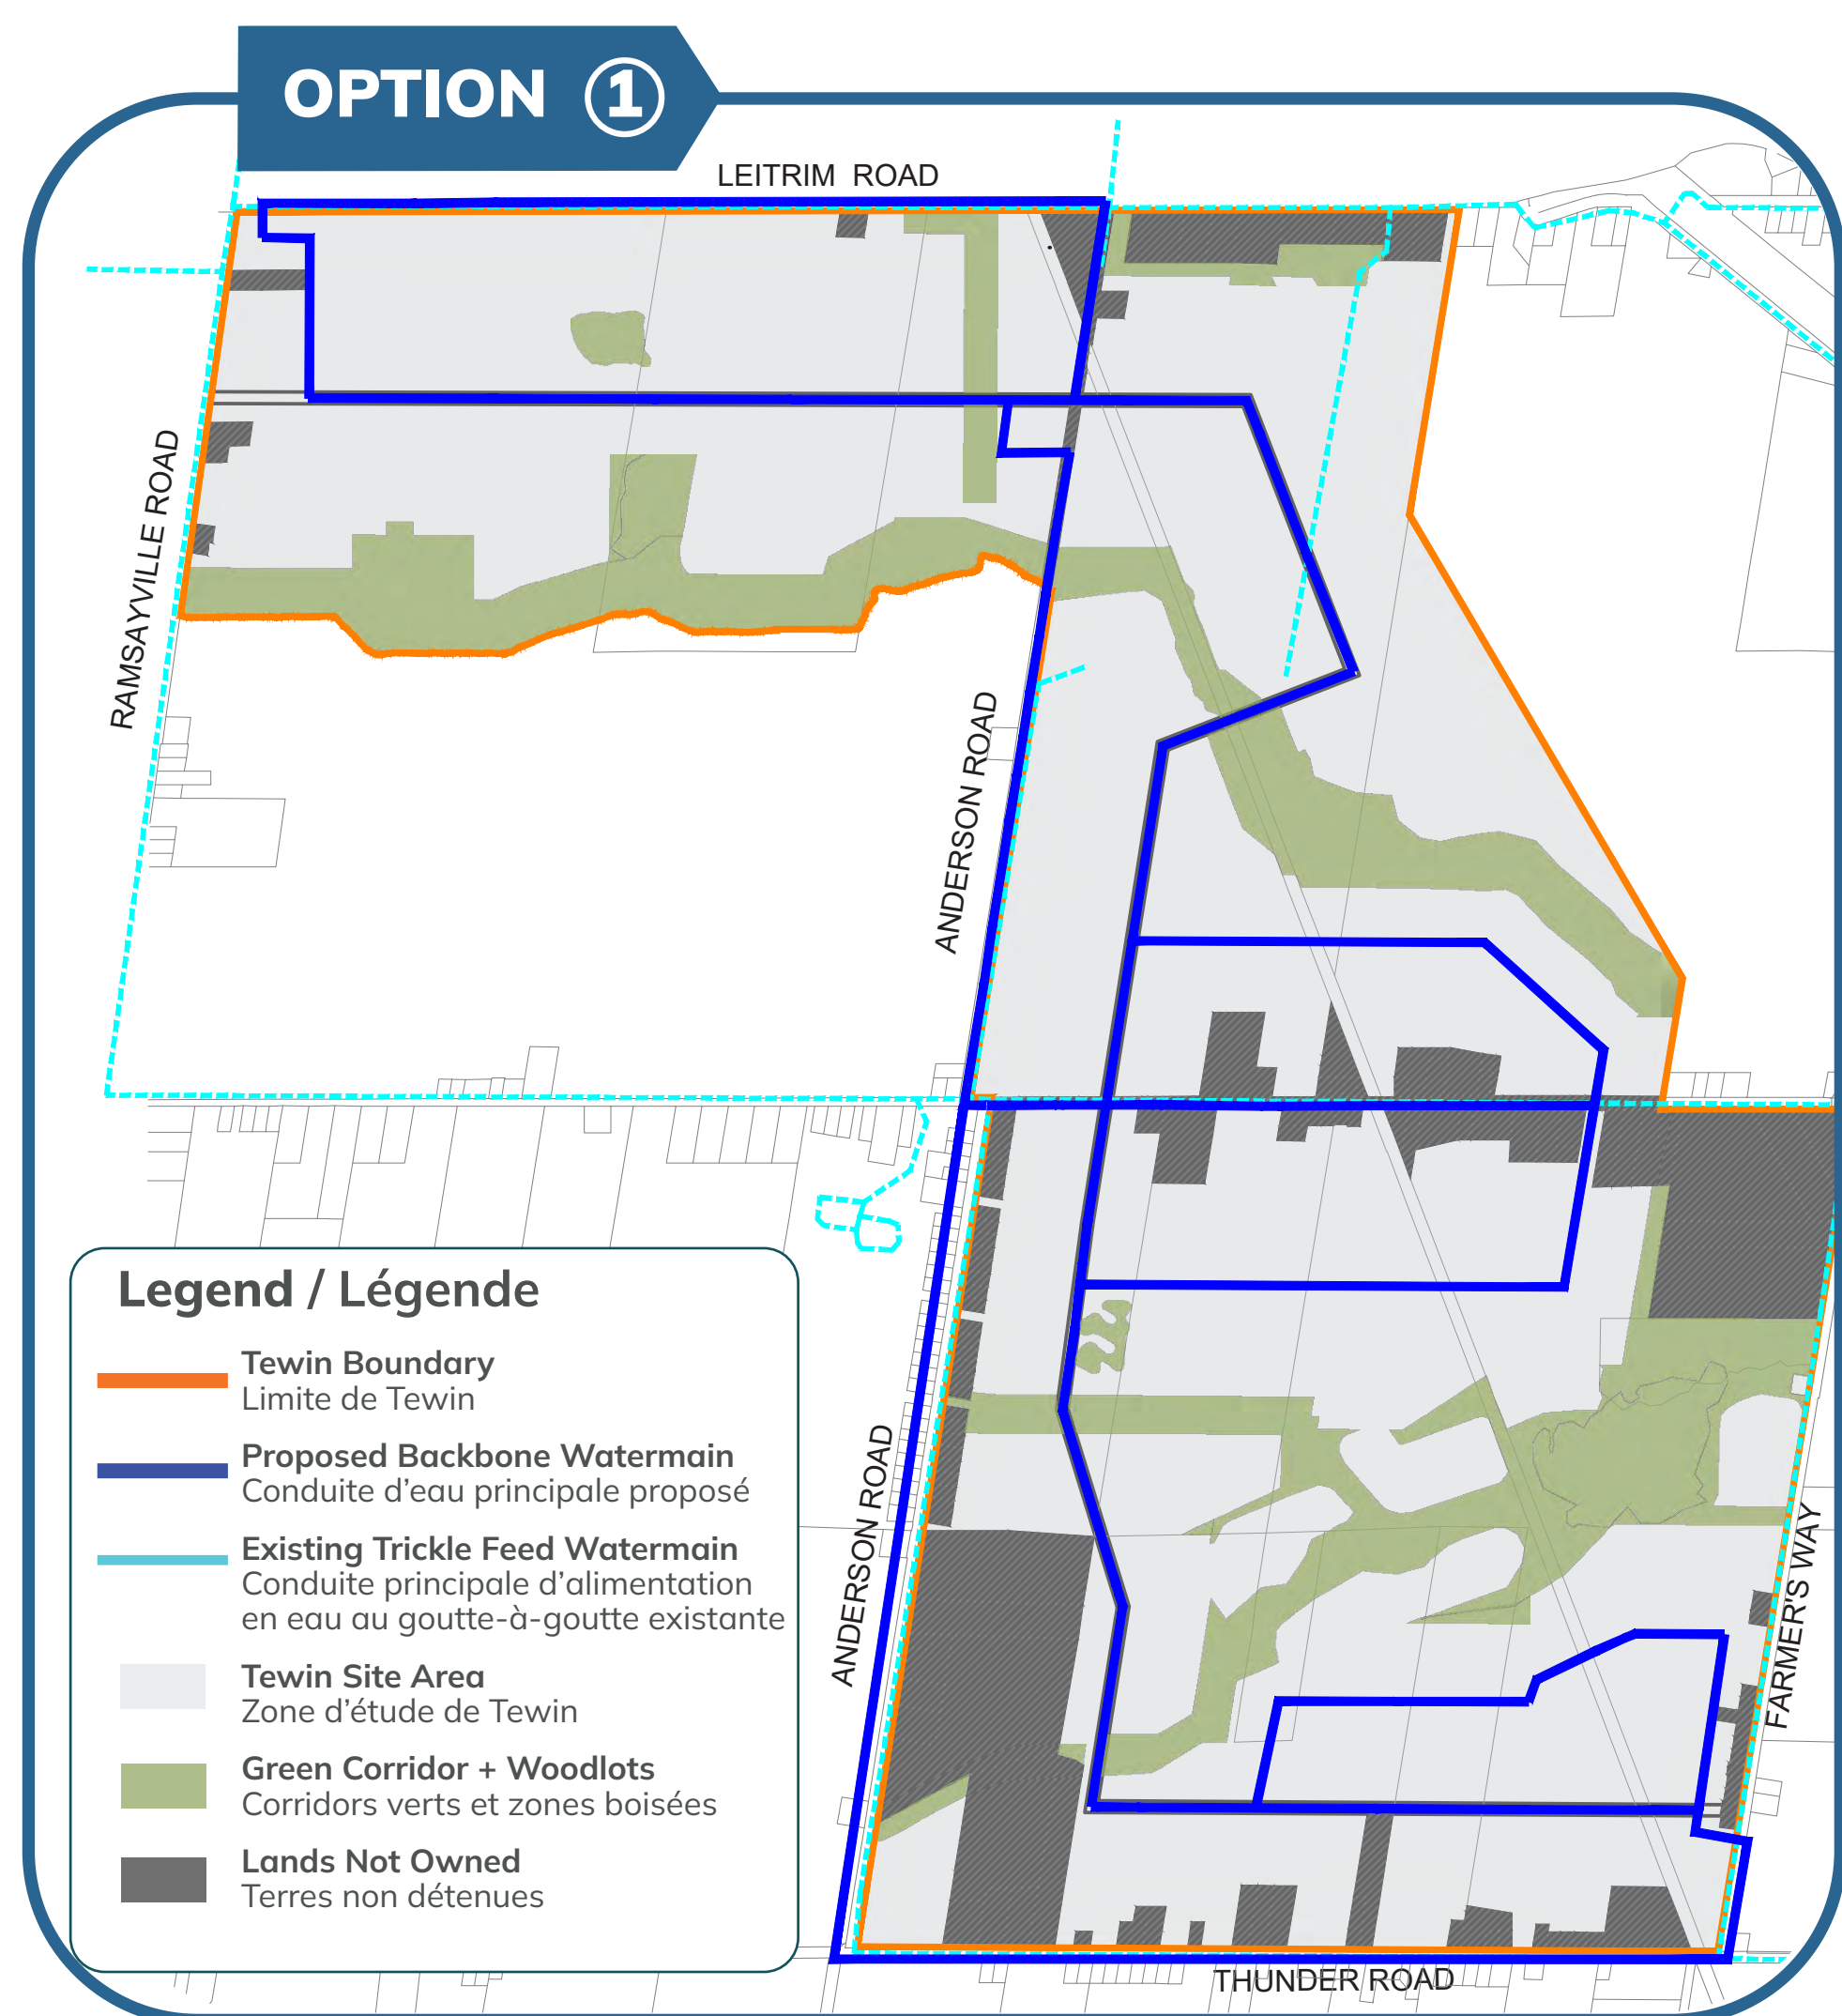 OPTION 1
LEITRIM ROAD
RAMSAYVILLE ROAD
ANDERSON ROAD
ANDERSON ROAD
FARMER'S WAY
THUNDER ROAD
Legend / Légende
Tewin Boundary
Limite de Tewin
Proposed Backbone Watermain
Conduite d'eau principale proposé
Existing Trickle Feed Watermain
Conduite principale d'alimentation
en eau au goutte-à-goutte existante
Tewin Site Area
Zone d'étude de Tewin
Green Corridor + Woodlots
Corridors verts et zones boisées
Lands Not Owned
Terres non détenues